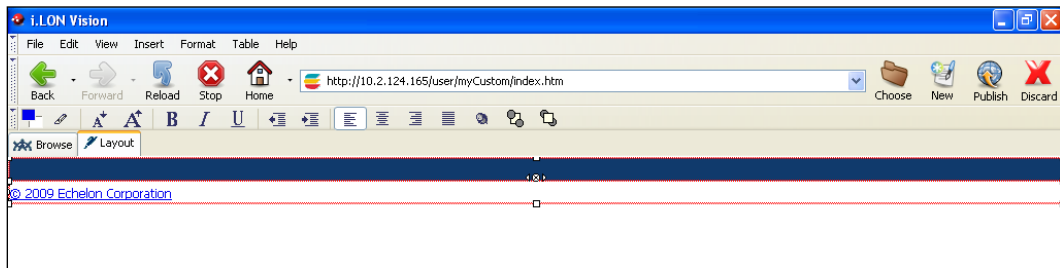 i.LON Vision
File Edit View Insert Format Table Help
http://10.2.124.165/user/myCustom/index.htm
Back Forward Reload Stop Home Choose New Publish Discard
A A B I U
Browse Layout
© 2009 Echelon Corporation